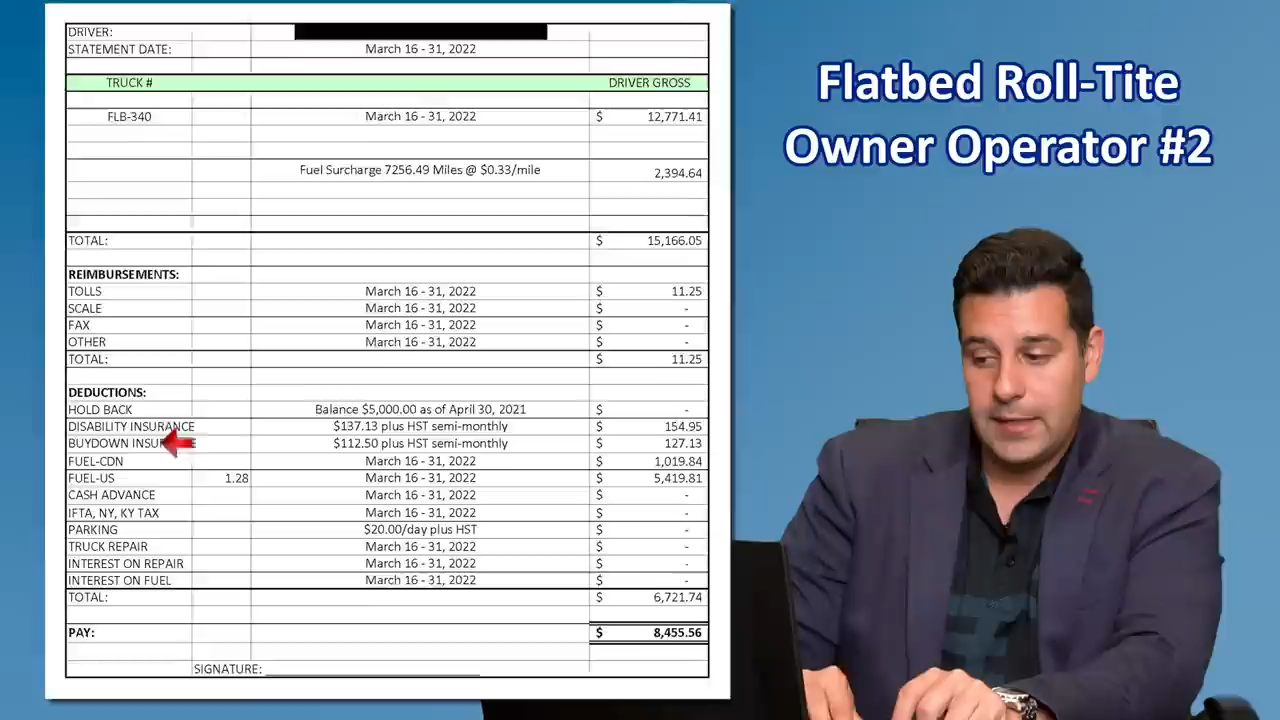 DRIVER:
STATEMENT DATE: March 16 - 31, 2022
TRUCK # DRIVER GROSS
FLB-340 March 16 - 31, 2022 $ 12,771.41
Fuel Surcharge 7256.49 Miles @ $0.33/mile 2,394.64
TOTAL: $ 15,166.05
REIMBURSEMENTS:
TOLLS March 16 - 31, 2022 $ 11.25
SCALE March 16 - 31, 2022 $ -
FAX March 16 - 31, 2022 $ -
OTHER March 16 - 31, 2022 $ -
TOTAL: $ 11.25
DEDUCTIONS:
HOLD BACK Balance $5,000.00 as of April 30, 2021 $ -
DISABILITY INSURANCE $137.13 plus HST semi-monthly $ 154.95
BUYDOWN $112.50 plus HST semi-monthly $ 127.13
FUEL-CDN March 16 - 31, 2022 $ 1,019.84
FUEL-US 1.28 March 16 - 31, 2022 $ 5,419.81
CASH ADVANCE March 16 - 31, 2022 $ -
IFTA, NY, KY TAX March 16 - 31, 2022 $ -
PARKING $20.00/day plus HST $ -
TRUCK REPAIR March 16 - 31, 2022 $ -
INTEREST ON REPAIR March 16 - 31, 2022 $ -
INTEREST ON FUEL March 16 - 31, 2022 $ -
TOTAL: $ 6,721.74
PAY: $ 8,455.56
SIGNATURE:
Flatbed Roll-Tite
Owner Operator #2